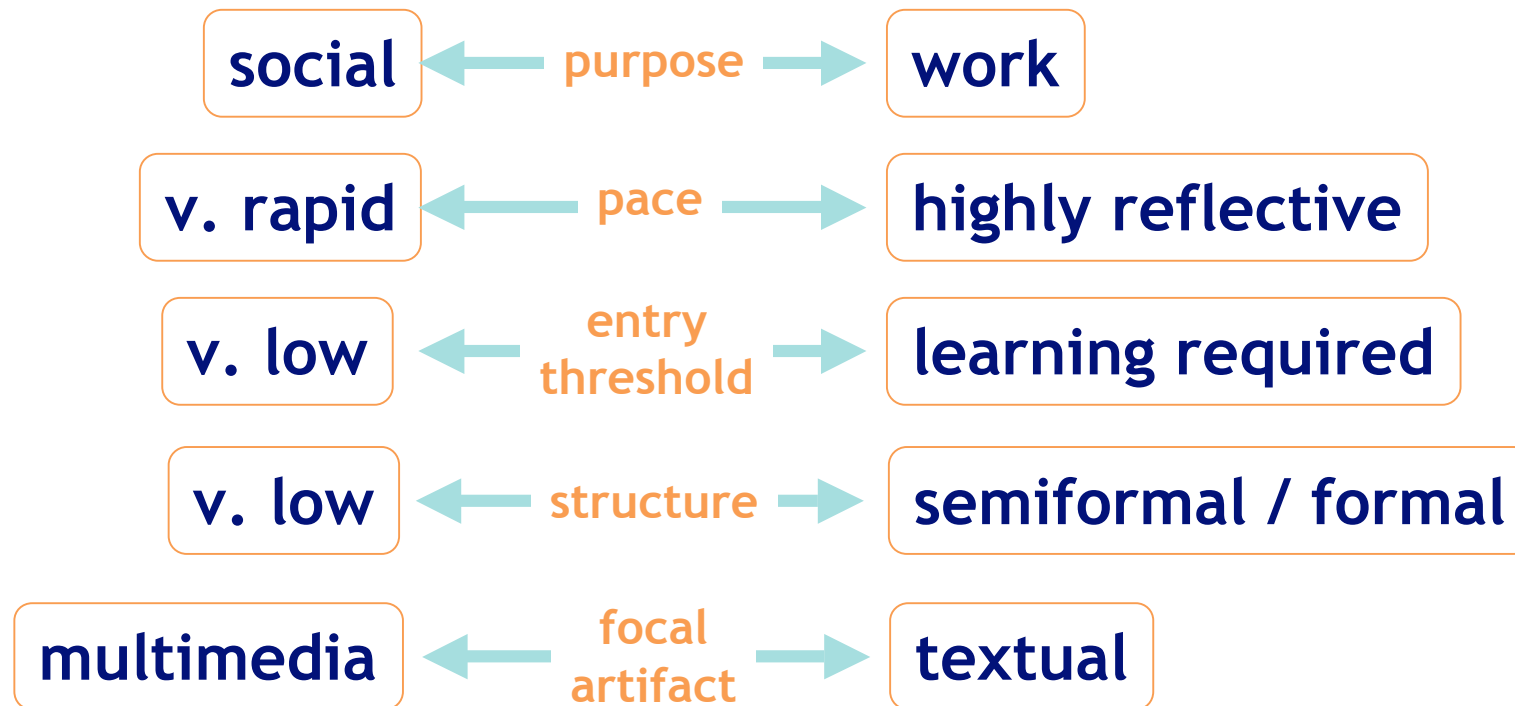 social purpose work
v. rapid pace highly reflective
v. low entry threshold learning required
v. low structure semiformal / formal
multimedia focal artifact textual